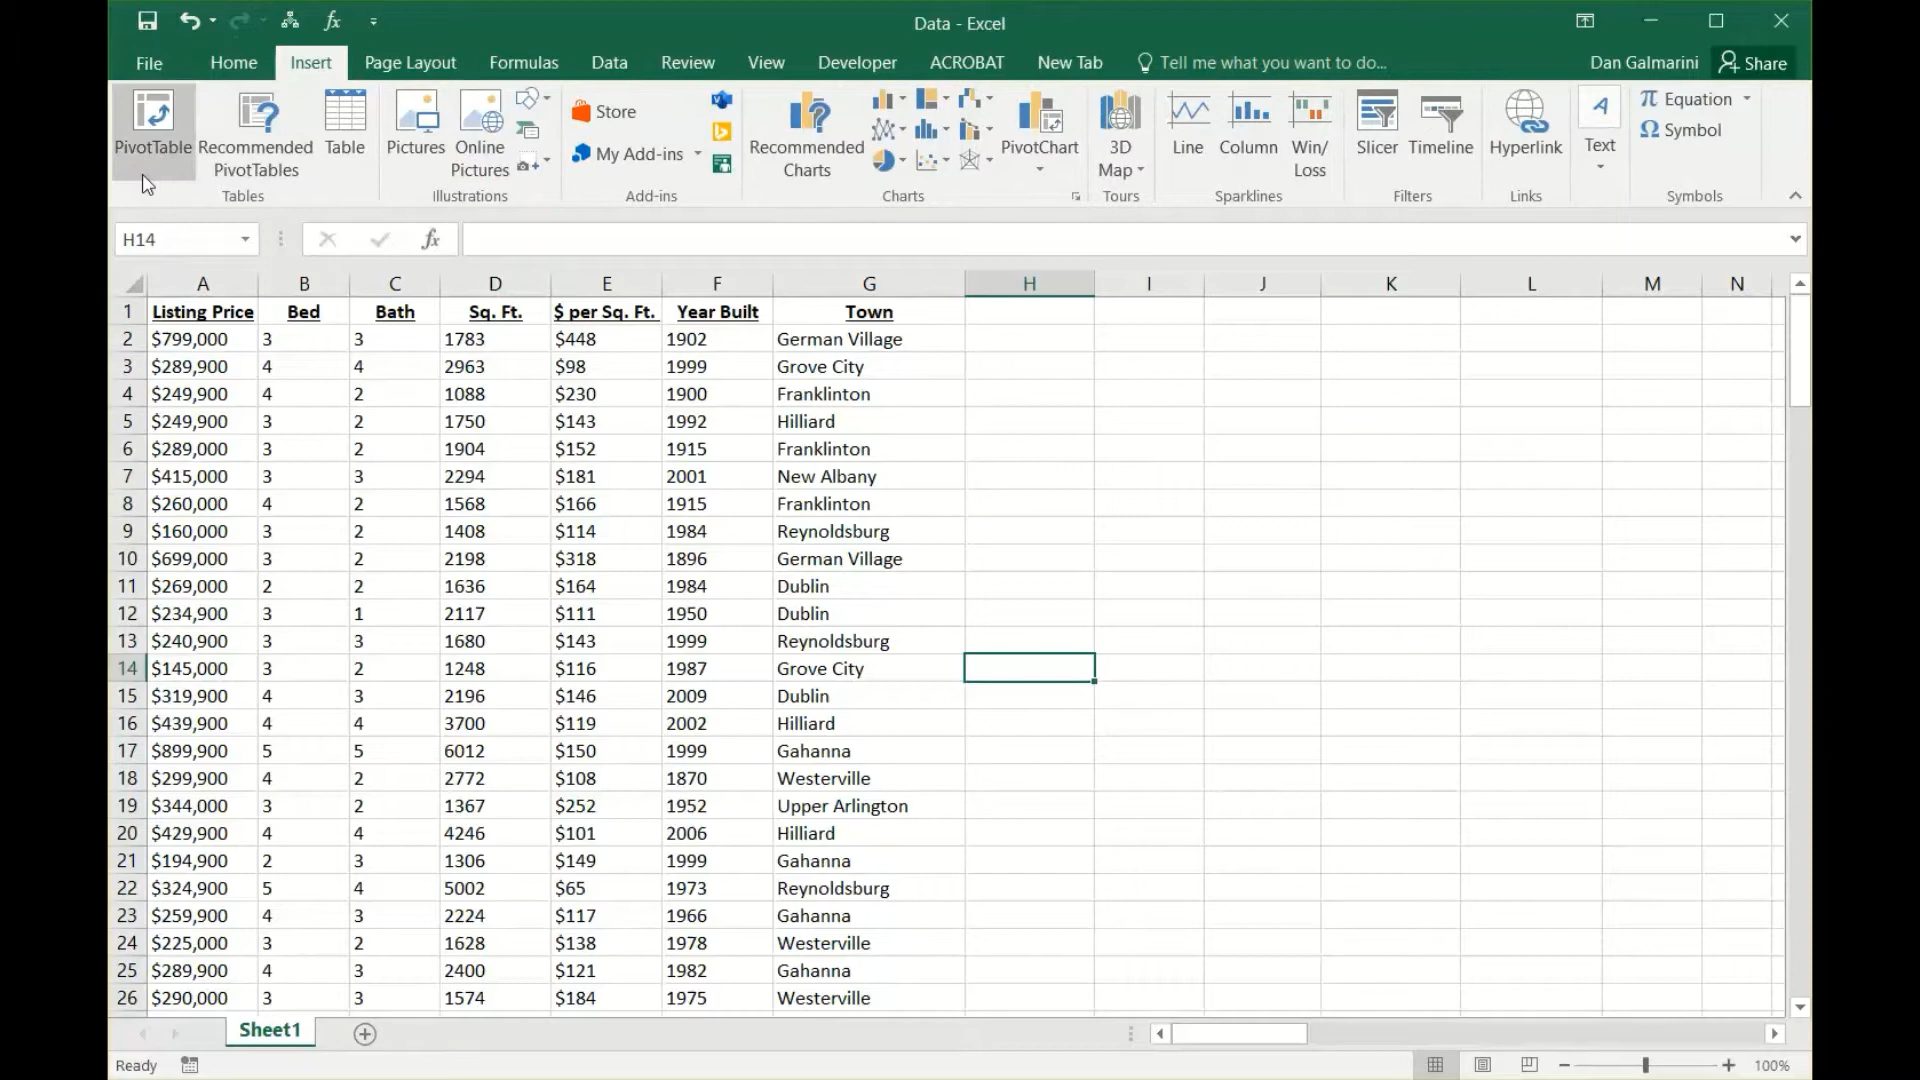 Data - Excel
File Home Insert Page Layout Formulas Data Review View Developer ACROBAT New Tab Tell me what you want to do... Dan Galmarini Share
PivotTable Recommended PivotTables Table Pictures Online Pictures Store My Add-ins Recommended Charts PivotChart 3D Map Line Column Win/Loss Slicer Timeline Hyperlink Text Equation Symbol
Tables Illustrations Add-ins Charts Tours Sparklines Filters Links Symbols
H14 fx
A B C D E F G H I J K L M N
1 Listing Price Bed Bath Sq. Ft. $ per Sq. Ft. Year Built Town
2 $799,000 3 3 1783 $448 1902 German Village
3 $289,900 4 4 2963 $98 1999 Grove City
4 $249,900 4 2 1088 $230 1900 Franklinton
5 $249,900 3 2 1750 $143 1992 Hilliard
6 $289,000 3 2 1904 $152 1915 Franklinton
7 $415,000 3 3 2294 $181 2001 New Albany
8 $260,000 4 2 1568 $166 1915 Franklinton
9 $160,000 3 2 1408 $114 1984 Reynoldsburg
10 $699,000 3 2 2198 $318 1896 German Village
11 $269,000 2 2 1636 $164 1984 Dublin
12 $234,900 3 1 2117 $111 1950 Dublin
13 $240,900 3 3 1680 $143 1999 Reynoldsburg
14 $145,000 3 2 1248 $116 1987 Grove City
15 $319,900 4 3 2196 $146 2009 Dublin
16 $439,900 4 4 3700 $119 2002 Hilliard
17 $899,900 5 5 6012 $150 1999 Gahanna
18 $299,900 4 2 2772 $108 1870 Westerville
19 $344,000 3 2 1367 $252 1952 Upper Arlington
20 $429,900 4 4 4246 $101 2006 Hilliard
21 $194,900 2 3 1306 $149 1999 Gahanna
22 $324,900 5 4 5002 $65 1973 Reynoldsburg
23 $259,900 4 3 2224 $117 1966 Gahanna
24 $225,000 3 2 1628 $138 1978 Westerville
25 $289,900 4 3 2400 $121 1982 Gahanna
26 $290,000 3 3 1574 $184 1975 Westerville
Sheet1
Ready 100%